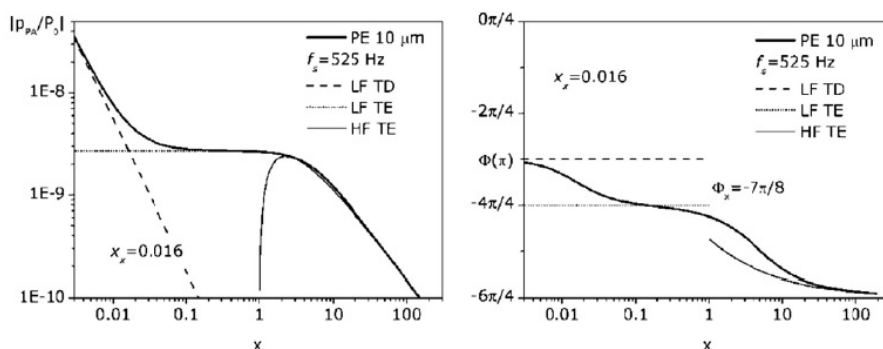 |p_PA/P_0|
1E-8
1E-9
1E-10
PE 10 μm
f_s=525 Hz
LF TD
LF TE
HF TE
x_x=0.016
0.01 0.1 1 10 100
x
0π/4
-2π/4
Φ(π)
-4π/4
-6π/4
PE 10 μm
f_s=525 Hz
x_x=0.016
LF TD
LF TE
HF TE
Φ_x=-7π/8
0.01 0.1 1 10 100
x